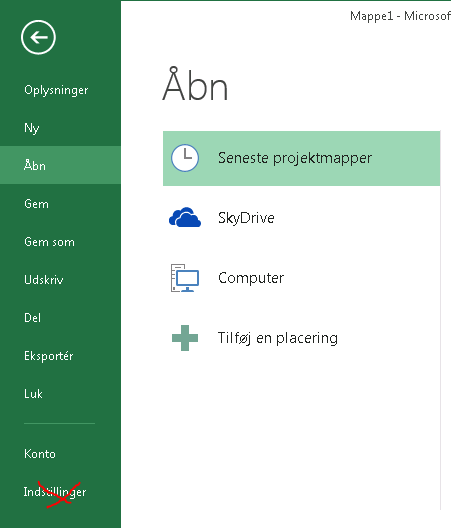 Mappe1 - Microsof
Oplysninger
Ny
Åbn
Gem
Gem som
Udskriv
Del
Eksportér
Luk
Konto
Indstillinger
Åbn
Seneste projektmapper
SkyDrive
Computer
Tilføj en placering